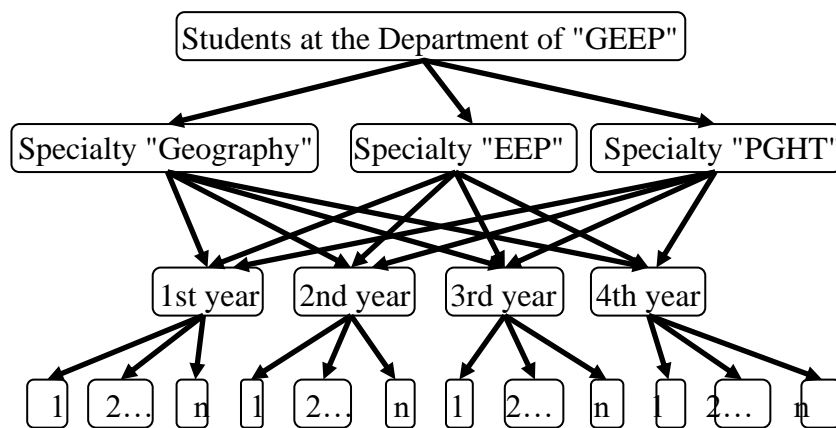 Students at the Department of "GEEP"
Specialty "Geography" Specialty "EEP" Specialty "PGHT"
1st year 2nd year 3rd year 4th year
1 2... n 1 2... n 1 2... n 1 2... n